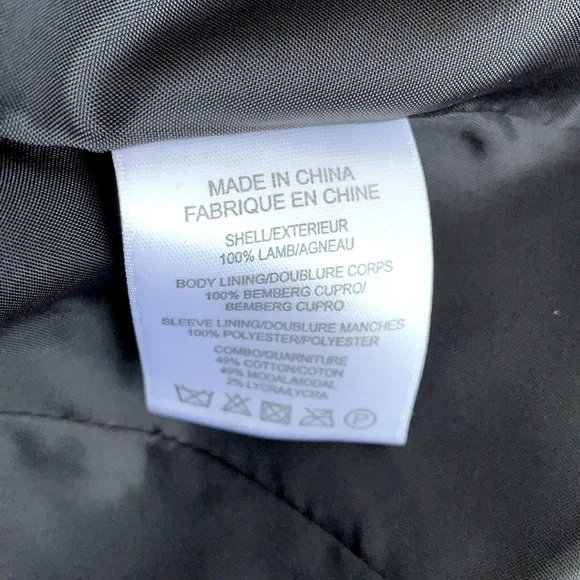 MADE IN CHINA
FABRIQUE EN CHINE
SHELL/EXTERIEUR
100% LAMB/AGNEAU
BODY LINING/DOUBLURE CORPS
100% BEMBERG CUPRO/
BEMBERG CUPRO
SLEEVE LINING/DOUBLURE MANCHES
100% POLYESTER/POLYESTER
COMBO/GUARNITURE
49% COTTON/COTON
49% MODAL/MODAL
2% LYCRA/LYCRA
P